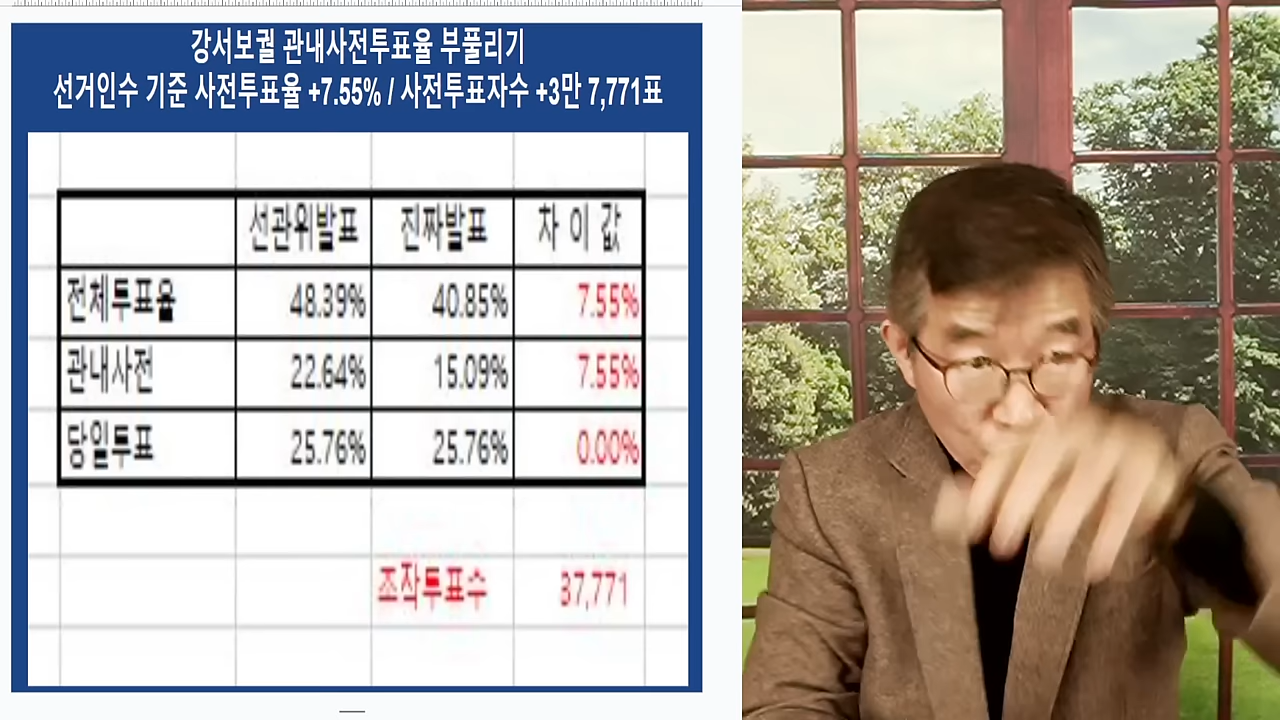 강서보궐 관내사전투표율 부풀리기
선거인수 기준 사전투표율 +7.55% / 사전투표자수 +3만 7,771표
선관위발표 진짜발표 차 이 값
전체투표율 48.39% 40.85% 7.55%
관내사전 22.64% 15.09% 7.55%
당일투표 25.76% 25.76% 0.00%
조작투표수 37,771